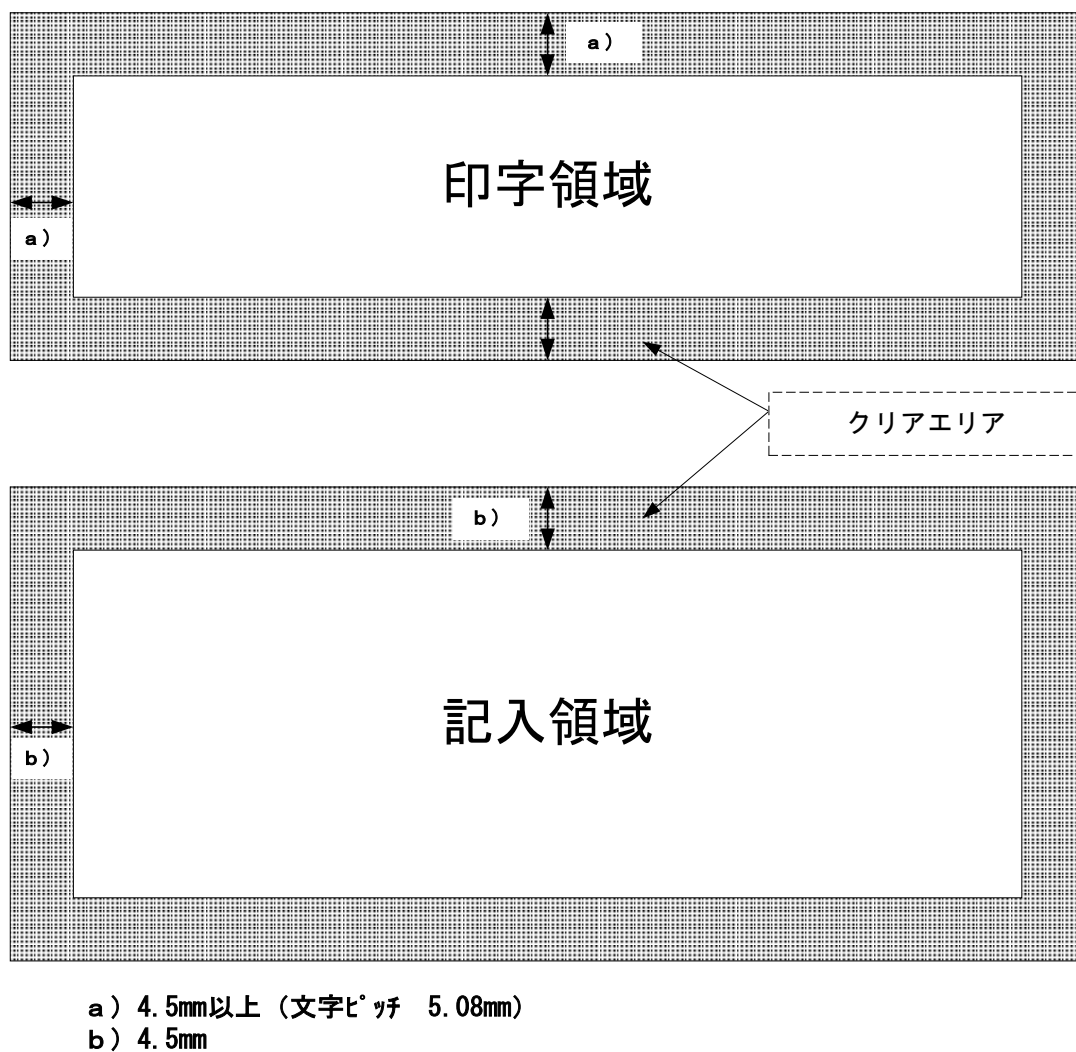 a）
印字領域
a）
クリアエリア
b）
記入領域
b）
a）4.5mm以上（文字ﾋﾟｯﾁ　5.08mm）
b）4.5mm